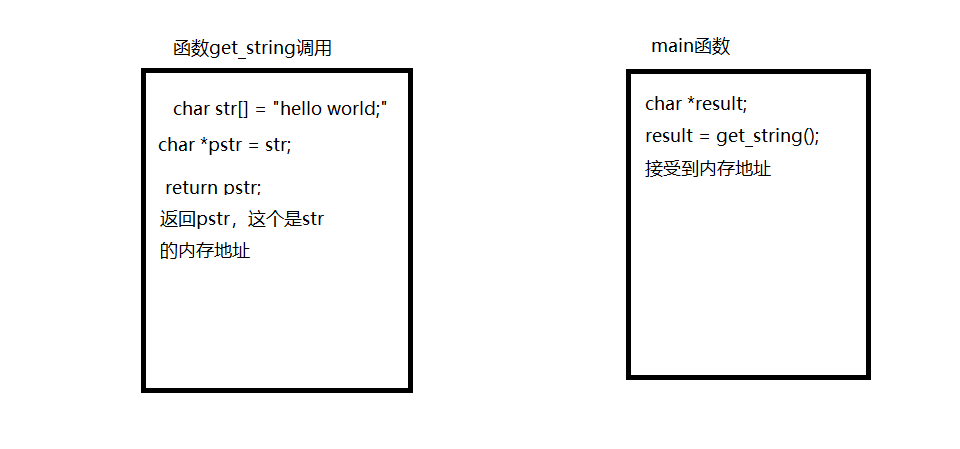 函数get_string调用
char str[] = "hello world;"
char *pstr = str;
return pstr;
返回pstr，这个是str
的内存地址
main函数
char *result;
result = get_string();
接受到内存地址